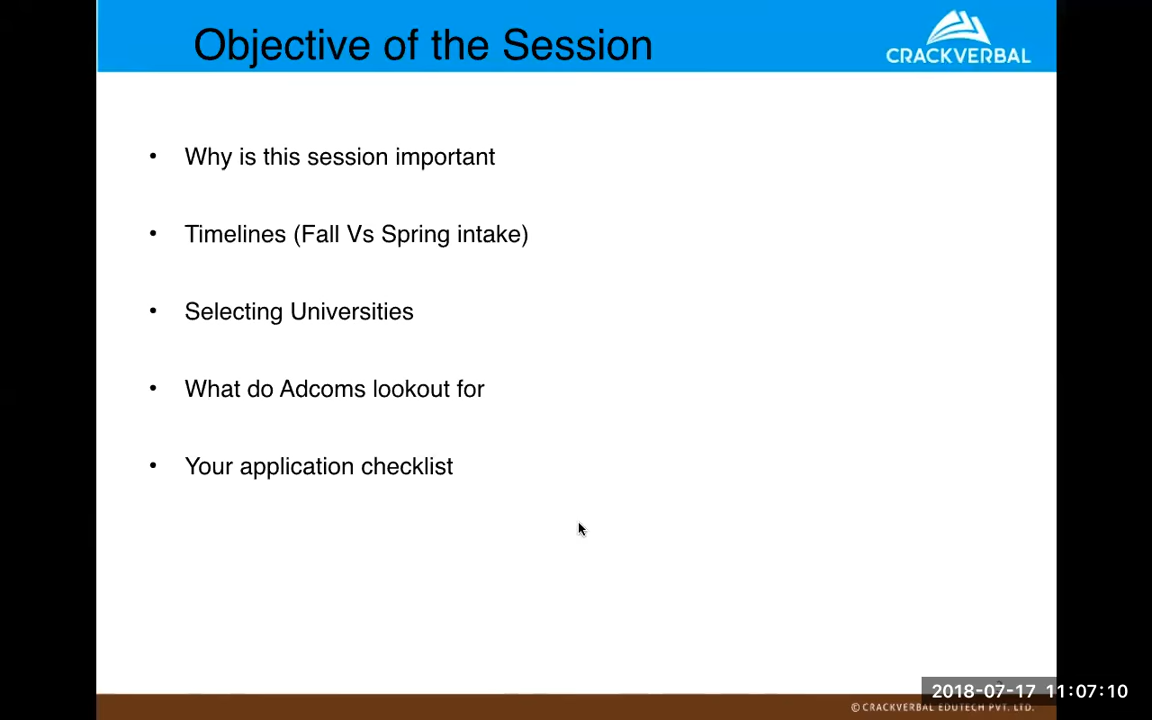 Objective of the Session
CRACKVERBAL
• Why is this session important
• Timelines (Fall Vs Spring intake)
• Selecting Universities
• What do Adcoms lookout for
• Your application checklist
2018-07-17 11:07:10
© CRACKVERBAL EDUTECH PVT. LTD.